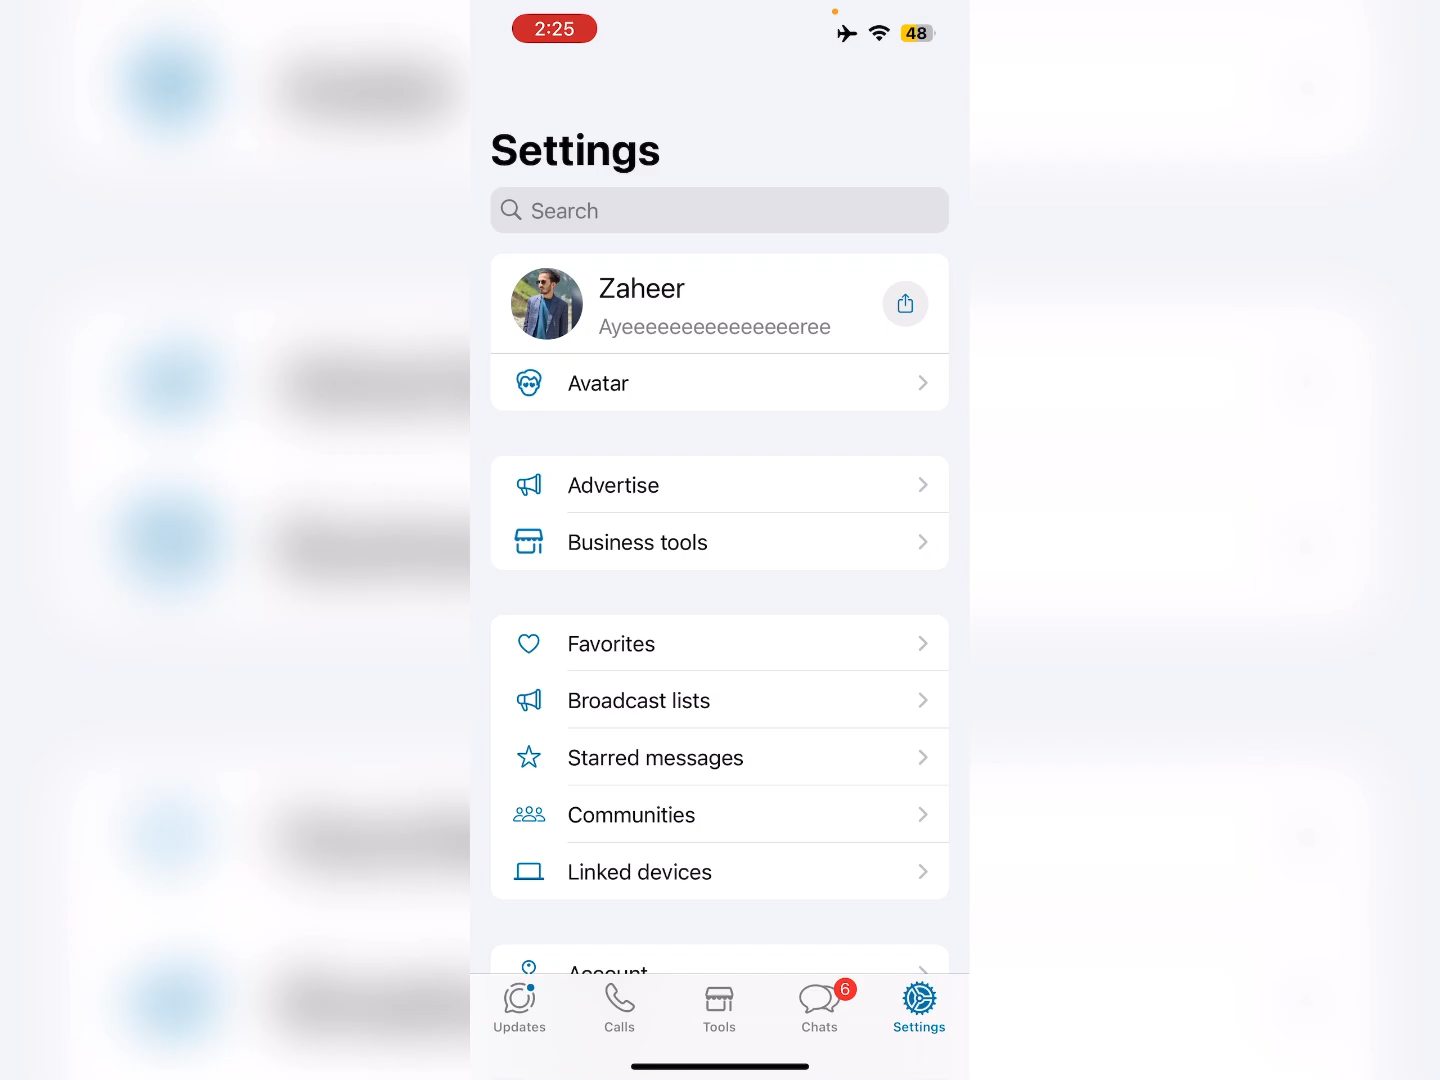 2:25
48
Settings
Search
Zaheer
Ayeeeeeeeeeeeeeeeree
Avatar
Advertise
Business tools
Favorites
Broadcast lists
Starred messages
Communities
Linked devices
Account
6
Updates
Calls
Tools
Chats
Settings